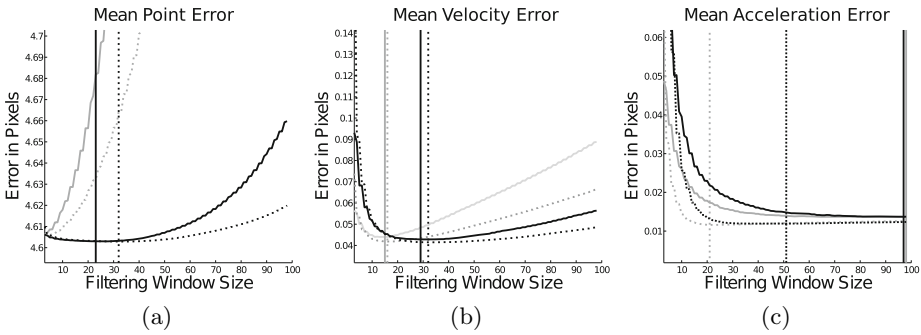 Mean Point Error
Mean Velocity Error
Mean Acceleration Error
Error in Pixels
4.7
4.69
4.68
4.67
4.66
4.65
4.64
4.63
4.62
4.61
4.6
10 20 30 40 50 60 70 80 90 100
Filtering Window Size
(a)
Error in Pixels
0.14
0.13
0.12
0.11
0.1
0.09
0.08
0.07
0.06
0.05
0.04
10 20 30 40 50 60 70 80 90 100
Filtering Window Size
(b)
Error in Pixels
0.06
0.05
0.04
0.03
0.02
0.01
10 20 30 40 50 60 70 80 90 100
Filtering Window Size
(c)